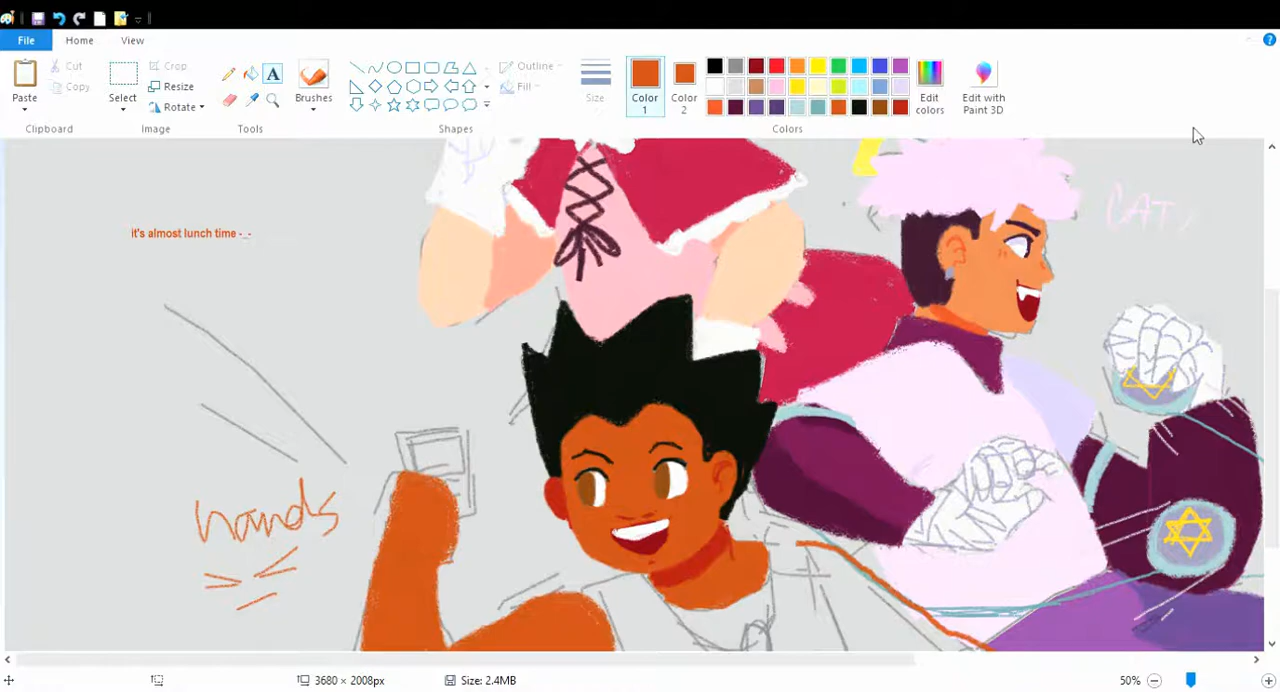 File Home View
Paste Cut Copy Clipboard
Select Crop Resize Rotate Image
A Tools
Brushes
Outline Fill Shapes
Size
Color 1 Color 2 Colors
Edit colors
Edit with Paint 3D
it's almost lunch time -_-
CATS
hands
3680 × 2008px
Size: 2.4MB
50%